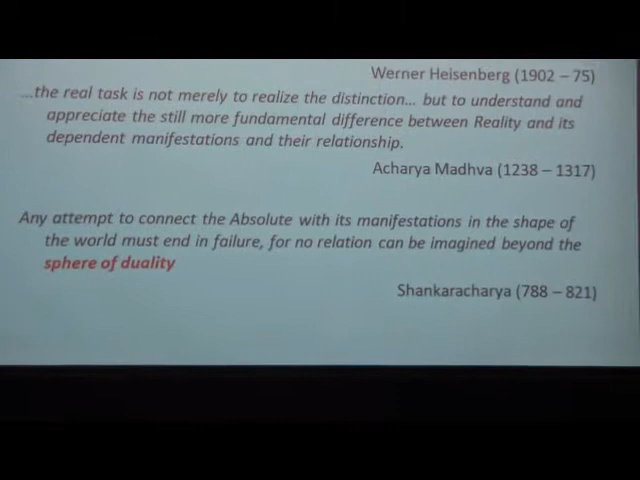 Werner Heisenberg (1902 – 75)
...the real task is not merely to realize the distinction... but to understand and
appreciate the still more fundamental difference between Reality and its
dependent manifestations and their relationship.
Acharya Madhva (1238 – 1317)
Any attempt to connect the Absolute with its manifestations in the shape of
the world must end in failure, for no relation can be imagined beyond the
sphere of duality
Shankaracharya (788 – 821)